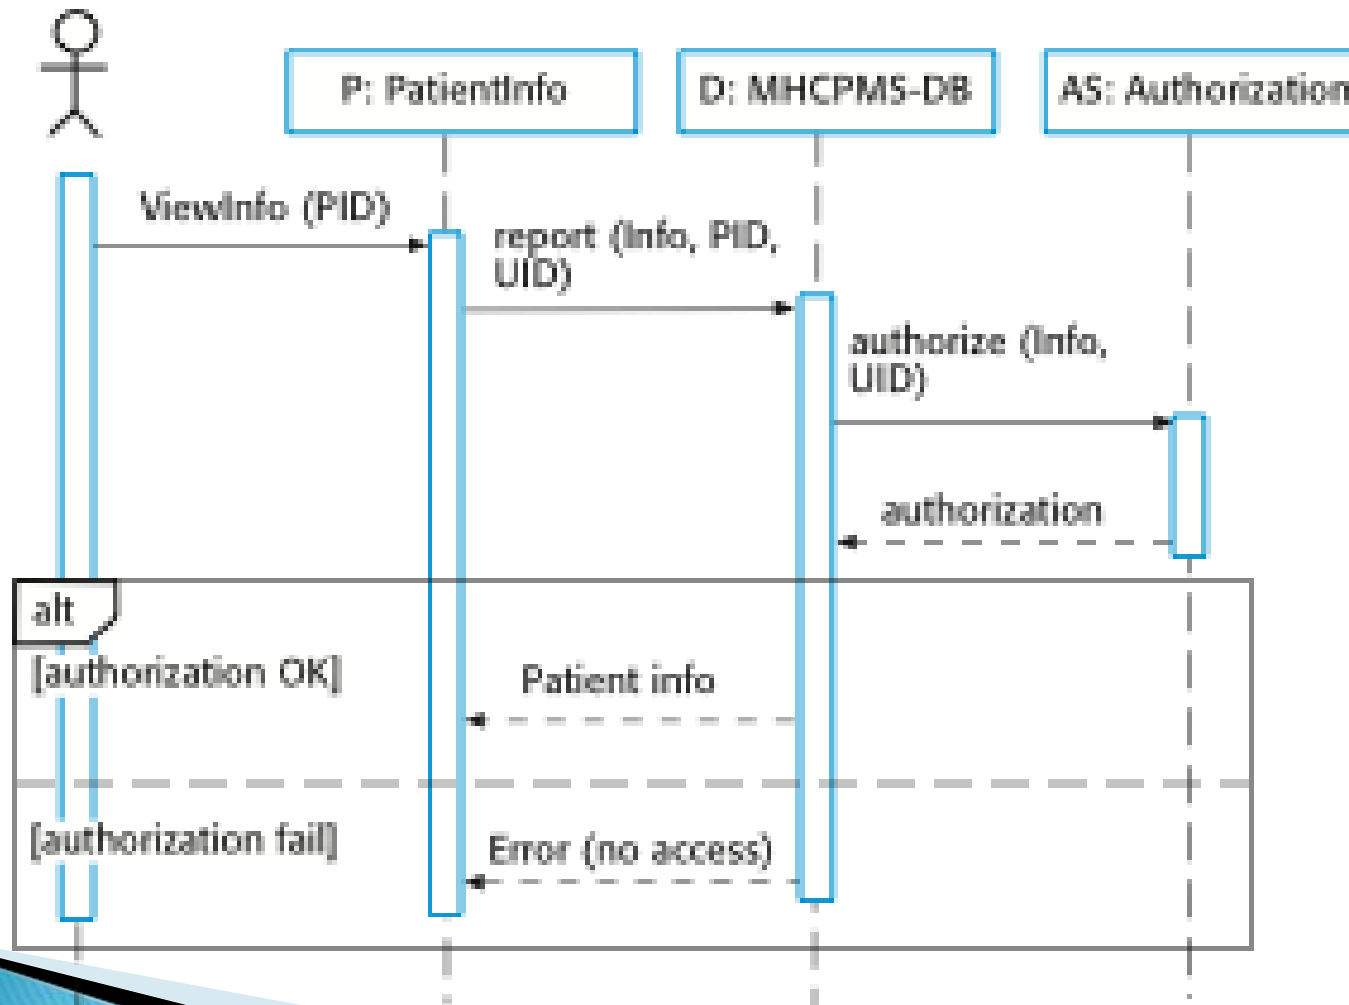 P: PatientInfo
D: MHCPMS-DB
AS: Authorization
ViewInfo (PID)
report (Info, PID,
UID)
authorize (Info,
UID)
authorization
alt
[authorization OK]
Patient info
[authorization fail]
Error (no access)